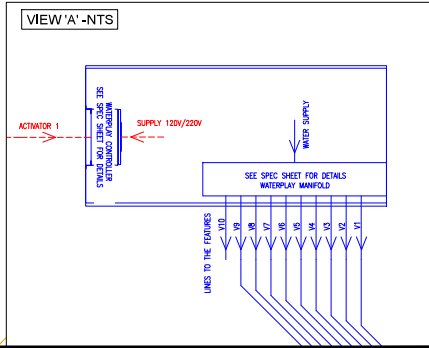 VIEW 'A' -NTS
ACTIVATOR 1
SUPPLY 120V/220V
WATERPLAY CONTROLLER
SEE SPEC SHEET FOR DETAILS
WATER SUPPLY
SEE SPEC SHEET FOR DETAILS
WATERPLAY MANIFOLD
LINES TO THE FEATURES
V10
V9
V8
V7
V6
V5
V4
V3
V2
V1